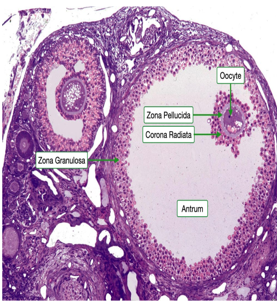 Oocyte
Zona Pellucida
Corona Radiata
Zona Granulosa
Antrum